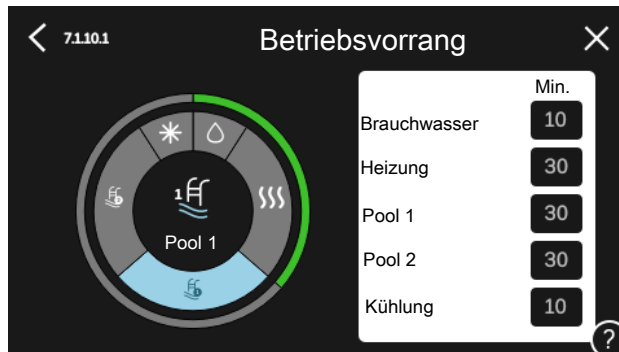 7.1.10.1
Betriebsvorrang
Min.
Brauchwasser 10
Heizung 30
Pool 1 30
Pool 2 30
Kühlung 10
1
Pool 1
?